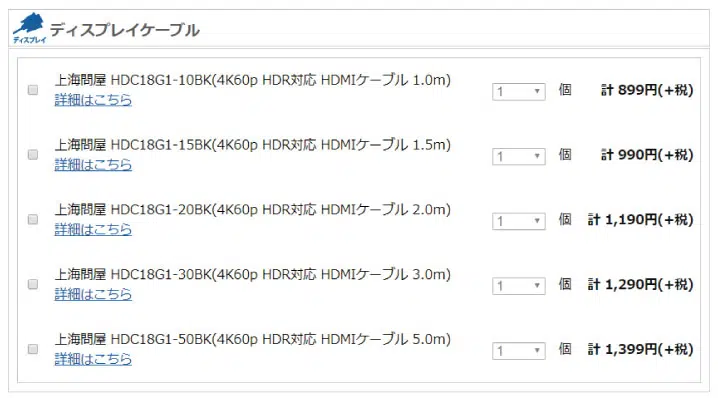 ディスプレイ
ディスプレイケーブル
上海問屋 HDC18G1-10BK(4K60p HDR対応 HDMIケーブル 1.0m)
詳細はこちら
1 個 計 899円(+税)
上海問屋 HDC18G1-15BK(4K60p HDR対応 HDMIケーブル 1.5m)
詳細はこちら
1 個 計 990円(+税)
上海問屋 HDC18G1-20BK(4K60p HDR対応 HDMIケーブル 2.0m)
詳細はこちら
1 個 計 1,190円(+税)
上海問屋 HDC18G1-30BK(4K60p HDR対応 HDMIケーブル 3.0m)
詳細はこちら
1 個 計 1,290円(+税)
上海問屋 HDC18G1-50BK(4K60p HDR対応 HDMIケーブル 5.0m)
詳細はこちら
1 個 計 1,399円(+税)